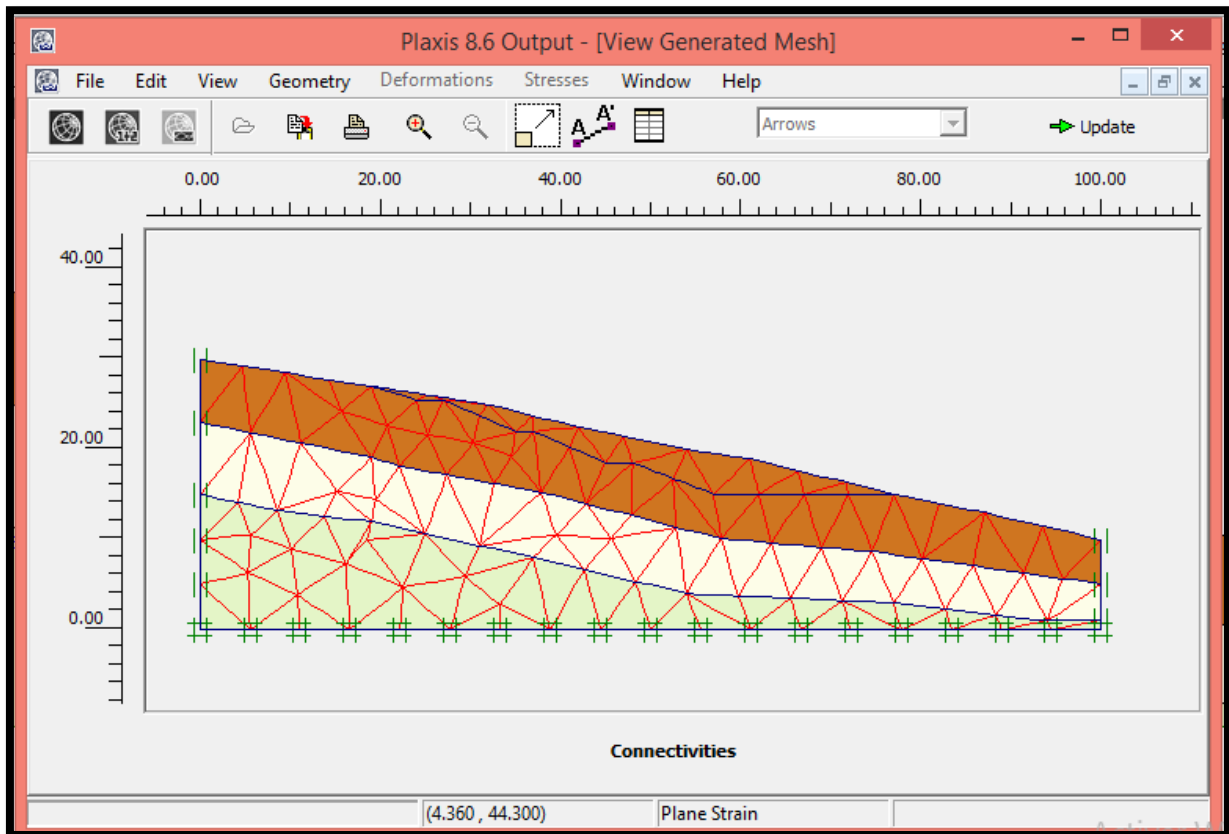 Plaxis 8.6 Output - [View Generated Mesh]
File Edit View Geometry Deformations Stresses Window Help
1+2 A A' Arrows Update
0.00 20.00 40.00 60.00 80.00 100.00
40.00
20.00
0.00
Connectivities
(4.360 , 44.300) Plane Strain